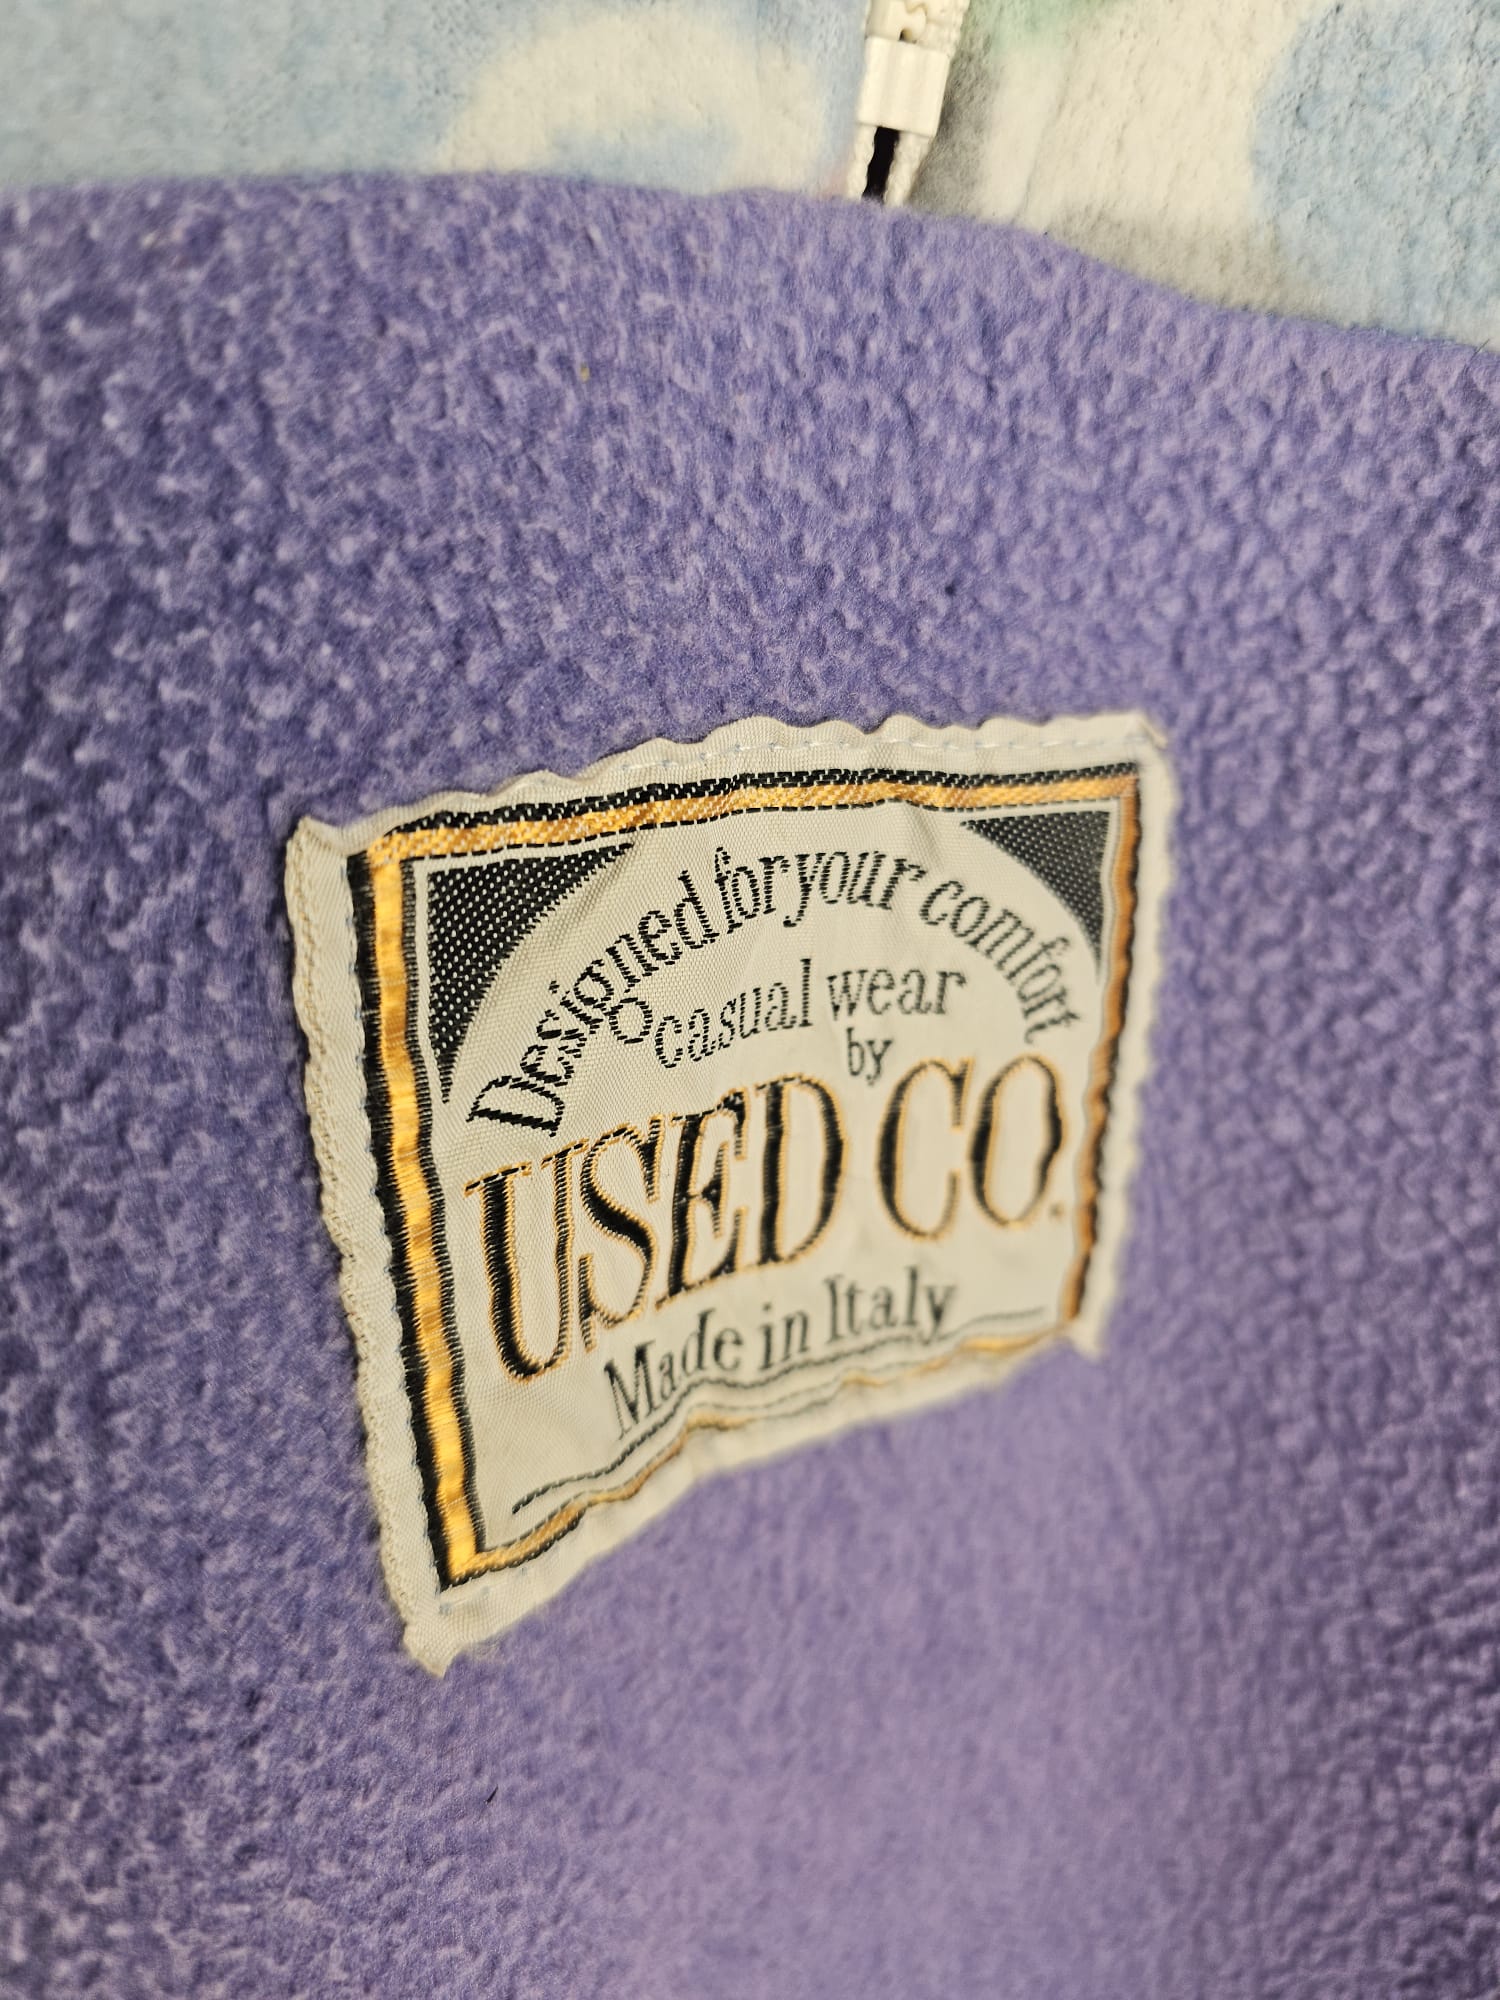 Designed for your comfort
casual wear
by
USED CO.
Made in Italy